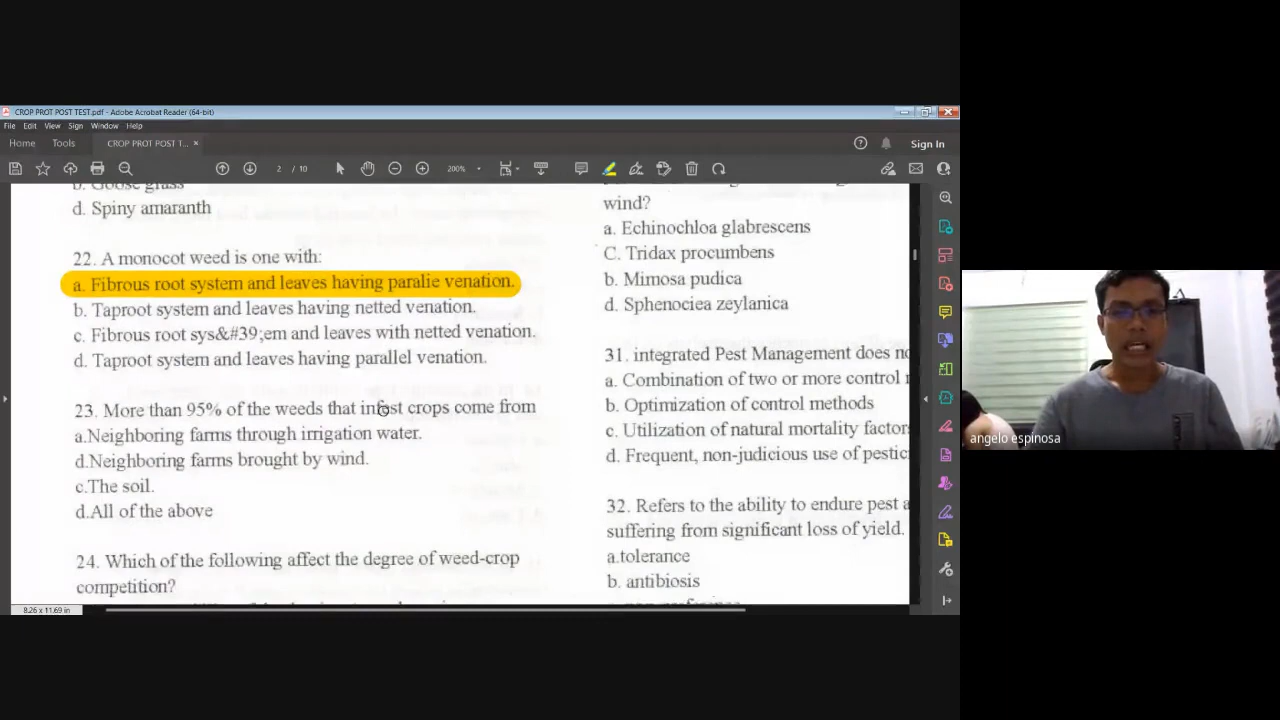 CROP PROT POST TEST.pdf - Adobe Acrobat Reader (64-bit)
File Edit View Sign Window Help
Home Tools CROP PROT POST T... × Sign In
2 / 10 200%
b. Goose grass
d. Spiny amaranth
22. A monocot weed is one with:
a. Fibrous root system and leaves having paralie venation.
b. Taproot system and leaves having netted venation.
c. Fibrous root sys&#39;em and leaves with netted venation.
d. Taproot system and leaves having parallel venation.
23. More than 95% of the weeds that infest crops come from
a.Neighboring farms through irrigation water.
d.Neighboring farms brought by wind.
c.The soil.
d.All of the above
24. Which of the following affect the degree of weed-crop
competition?
wind?
a. Echinochloa glabrescens
C. Tridax procumbens
b. Mimosa pudica
d. Sphenociea zeylanica
31. integrated Pest Management does
a. Combination of two or more control
b. Optimization of control methods
c. Utilization of natural mortality factors
d. Frequent, non-judicious use of
32. Refers to the ability to endure pest
suffering from significant loss of yield.
a.tolerance
b. antibiosis
8.26 x 11.69 in
angelo espinosa